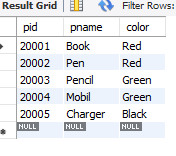 Result Grid Filter Rows:
pid pname color
20001 Book Red
20002 Pen Red
20003 Pencil Green
20004 Mobil Green
20005 Charger Black
NULL NULL NULL